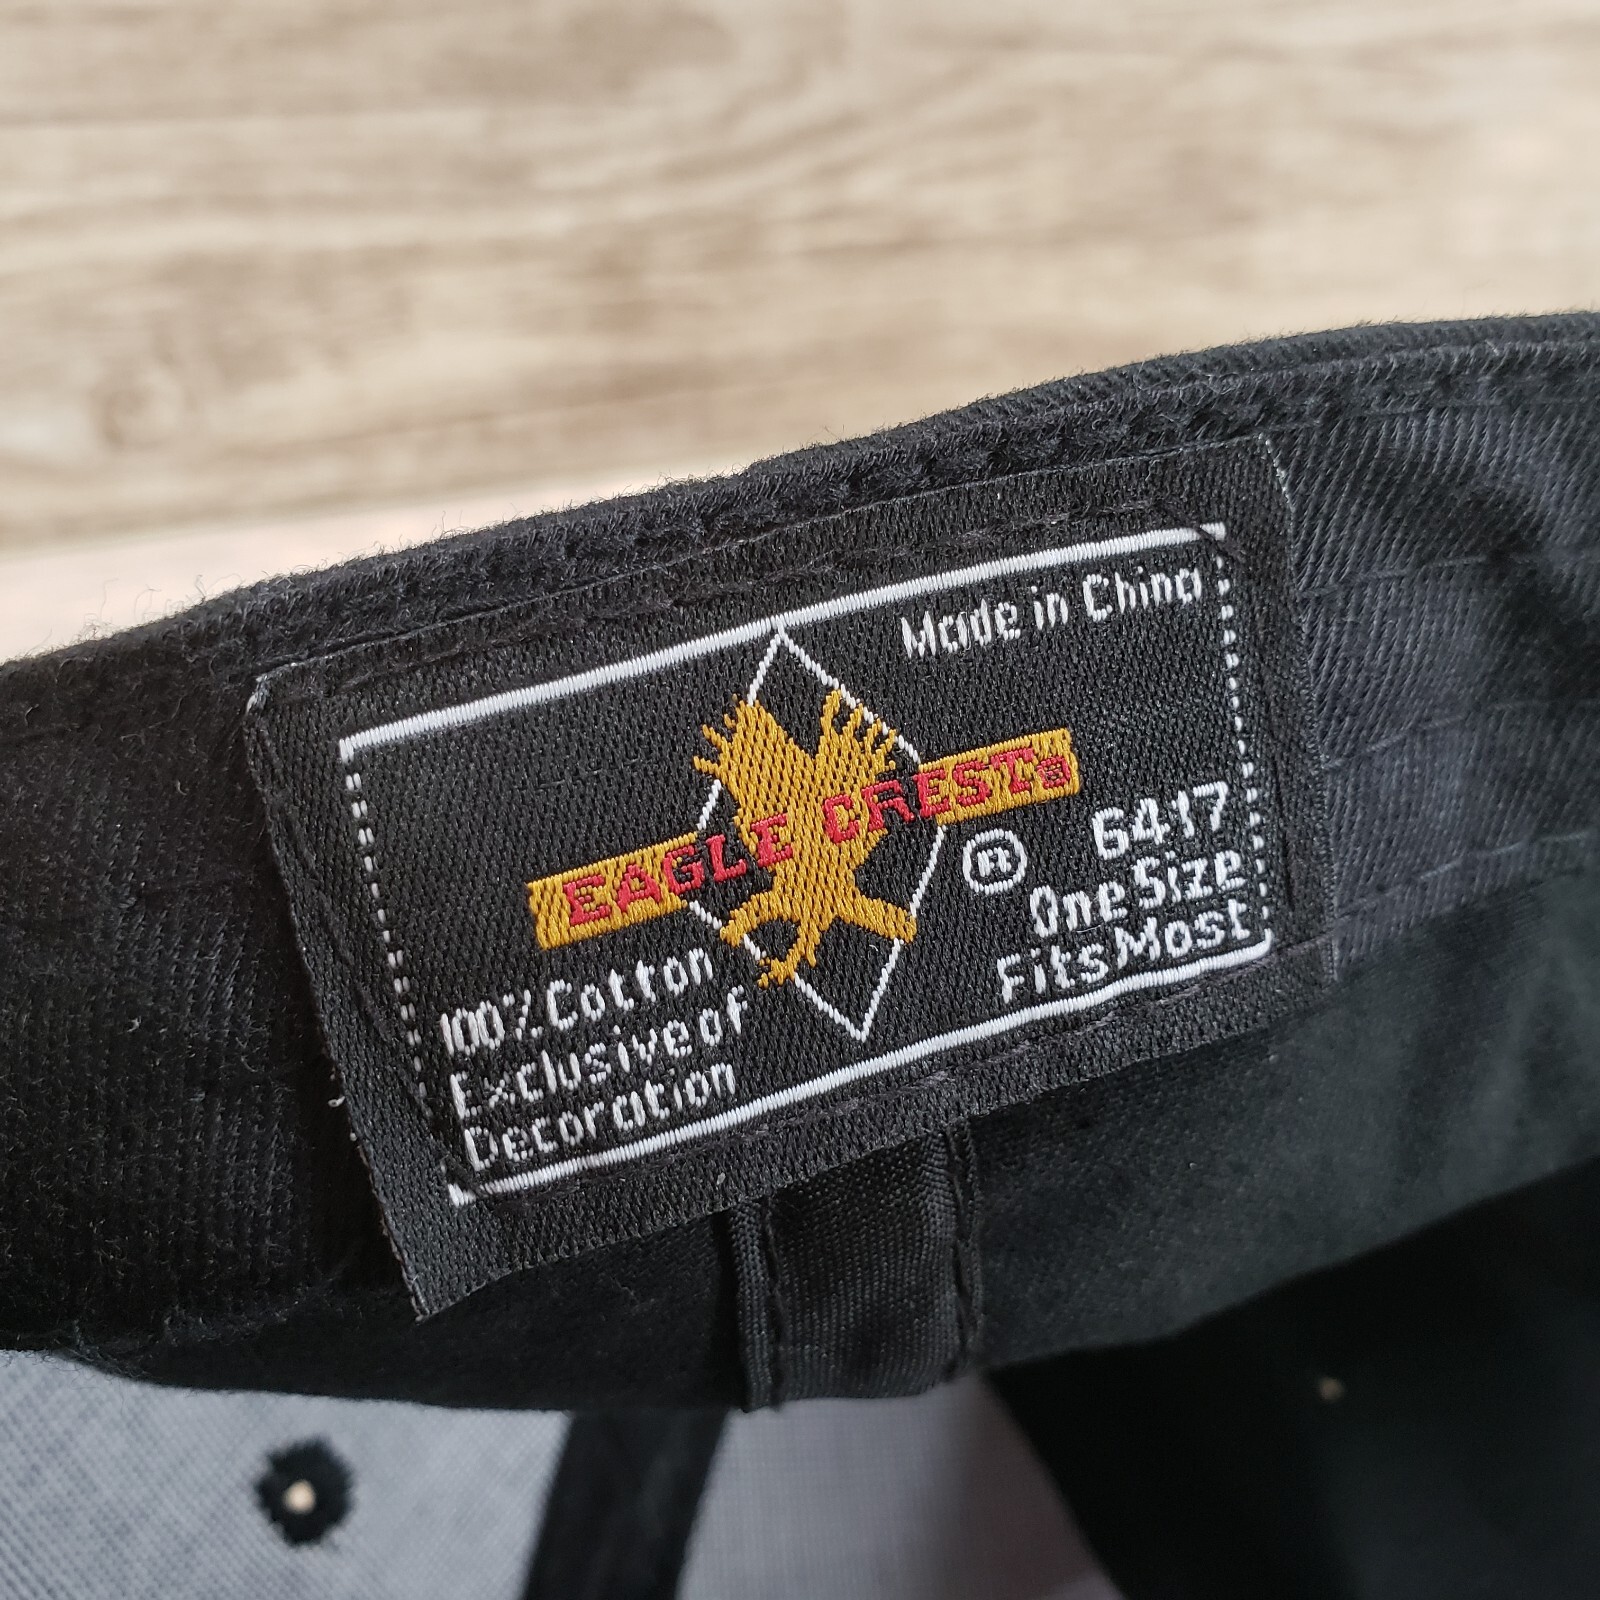 Made in China
EAGLE CREST®
®
6417
One Size
Fits Most
100% Cotton
Exclusive of
Decoration